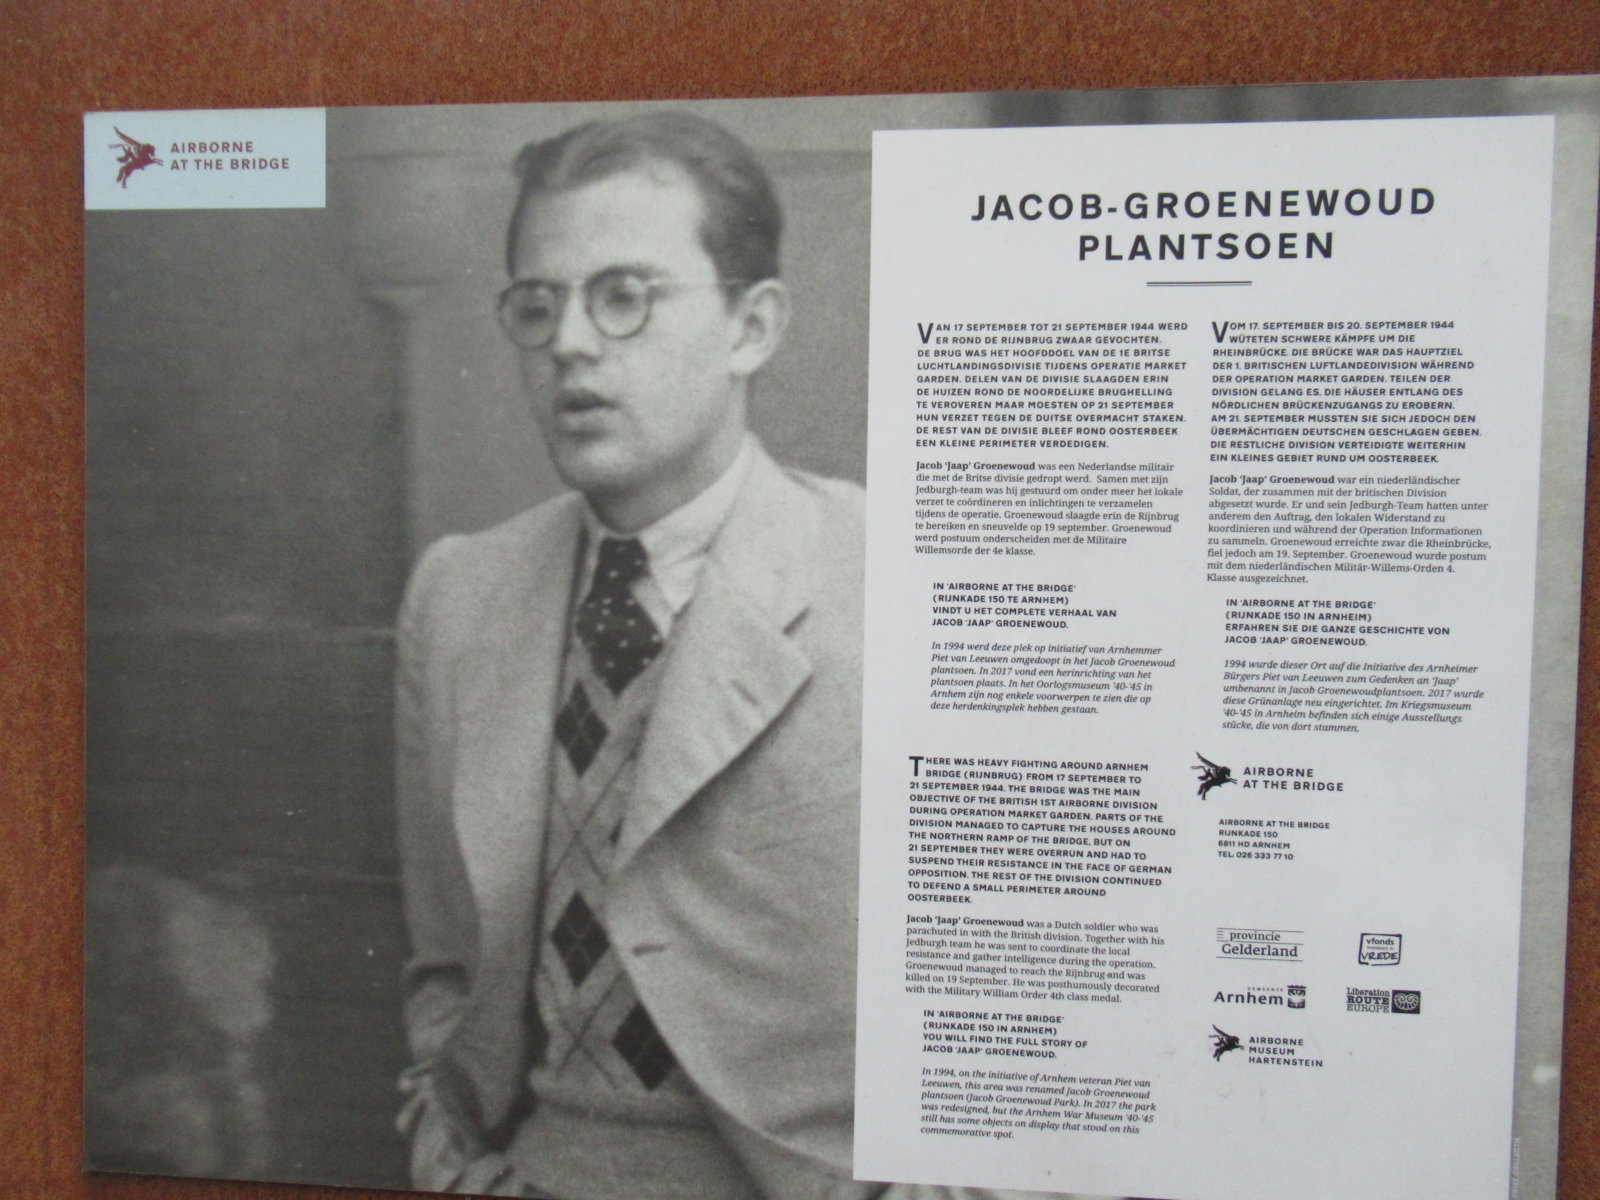 AIRBORNE
AT THE BRIDGE
JACOB-GROENEWOUD
PLANTSOEN
VAN 17 SEPTEMBER TOT 21 SEPTEMBER 1944 WERD
ER ROND DE RIJNBRUG ZWAAR GEVOCHTEN.
DE BRUG WAS HET HOOFDDOEL VAN DE 1E BRITSE
LUCHTLANDINGSDIVISIE TIJDENS OPERATIE MARKET
GARDEN. DELEN VAN DE DIVISIE SLAAGDEN ERIN
DE HUIZEN ROND DE NOORDELIJKE BRUGHELLING
TE VEROVEREN MAAR MOESTEN OP 21 SEPTEMBER
HUN VERZET TEGEN DE DUITSE OVERMACHT STAKEN.
DE REST VAN DE DIVISIE BLEEF ROND OOSTERBEEK
EEN KLEINE PERIMETER VERDEDIGEN.
Jacob ‘Jaap’ Groenewoud was een Nederlandse militair
die met de Britse divisie gedropt werd. Samen met zijn
Jedburgh-team was hij gestuurd om onder meer het lokale
verzet te coördineren en inlichtingen te verzamelen
tijdens de operatie. Groenewoud slaagde erin de Rijnbrug
te bereiken en sneuvelde op 19 september. Groenewoud
werd postuum onderscheiden met de Militaire
Willemsorde der 4e klasse.
IN ‘AIRBORNE AT THE BRIDGE’
(RIJNKADE 150 TE ARNHEM)
VINDT U HET COMPLETE VERHAAL VAN
JACOB ‘JAAP’ GROENEWOUD.
In 1994 werd deze plek op initiatief van Arnhemmer
Piet van Leeuwen omgedoopt in het Jacob Groenewoud
plantsoen. In 2017 vond een herinrichting van het
plantsoen plaats. In het Oorlogsmuseum ’40-’45 in
Arnhem zijn nog enkele voorwerpen te zien die op
deze herdenkingsplek hebben gestaan.
VOM 17. SEPTEMBER BIS 20. SEPTEMBER 1944
WÜTETEN SCHWERE KÄMPFE UM DIE
RHEINBRÜCKE. DIE BRÜCKE WAR DAS HAUPTZIEL
DER 1. BRITISCHEN LUFTLANDEDIVISION WÄHREND
DER OPERATION MARKET GARDEN. TEILEN DER
DIVISION GELANG ES, DIE HÄUSER ENTLANG DES
NÖRDLICHEN BRÜCKENZUGANGS ZU EROBERN.
AM 21. SEPTEMBER MUSSTEN SIE SICH JEDOCH DEN
ÜBERMÄCHTIGEN DEUTSCHEN GESCHLAGEN GEBEN.
DIE RESTLICHE DIVISION VERTEIDIGTE WEITERHIN
EIN KLEINES GEBIET RUND UM OOSTERBEEK.
Jacob ‘Jaap’ Groenewoud war ein niederländischer
Soldat, der zusammen mit der britischen Division
abgesetzt wurde. Er und sein Jedburgh-Team hatten unter
anderem den Auftrag, den lokalen Widerstand zu
koordinieren und während der Operation Informationen
zu sammeln. Groenewoud erreichte zwar die Rheinbrücke,
fiel jedoch am 19. September. Groenewoud wurde postum
mit dem niederländischen Militär-Willems-Orden 4.
Klasse ausgezeichnet.
IN ‘AIRBORNE AT THE BRIDGE’
(RIJNKADE 150 IN ARNHEIM)
ERFAHREN SIE DIE GANZE GESCHICHTE VON
JACOB ‘JAAP’ GROENEWOUD.
1994 wurde dieser Ort auf die Initiative des Arnheimer
Bürgers Piet van Leeuwen zum Gedenken an ‘Jaap’
umbenannt in Jacob Groenewoudplantsoen. 2017 wurde
diese Grünanlage neu eingerichtet. Im Kriegsmuseum
’40-’45 in Arnheim befinden sich einige Ausstellungs
stücke, die von dort stammen.
THERE WAS HEAVY FIGHTING AROUND ARNHEM
BRIDGE (RIJNBRUG) FROM 17 SEPTEMBER TO
21 SEPTEMBER 1944. THE BRIDGE WAS THE MAIN
OBJECTIVE OF THE BRITISH 1ST AIRBORNE DIVISION
DURING OPERATION MARKET GARDEN. PARTS OF THE
DIVISION MANAGED TO CAPTURE THE HOUSES AROUND
THE NORTHERN RAMP OF THE BRIDGE, BUT ON
21 SEPTEMBER THEY WERE OVERRUN AND HAD TO
SUSPEND THEIR RESISTANCE IN THE FACE OF GERMAN
OPPOSITION. THE REST OF THE DIVISION CONTINUED
TO DEFEND A SMALL PERIMETER AROUND
OOSTERBEEK.
Jacob ‘Jaap’ Groenewoud was a Dutch soldier who was
parachuted in with the British division. Together with his
Jedburgh team he was sent to coordinate the local
resistance and gather intelligence during the operation.
Groenewoud managed to reach the Rijnbrug and was
killed on 19 September. He was posthumously decorated
with the Military William Order 4th class medal.
IN ‘AIRBORNE AT THE BRIDGE’
(RIJNKADE 150 IN ARNHEM)
YOU WILL FIND THE FULL STORY OF
JACOB ‘JAAP’ GROENEWOUD.
In 1994, on the initiative of Arnhem veteran Piet van
Leeuwen, this area was renamed Jacob Groenewoud
plantsoen (Jacob Groenewoud Park). In 2017 the park
was redesigned, but the Arnhem War Museum ’40-’45
still has some objects on display that stood on this
commemorative spot.
AIRBORNE
AT THE BRIDGE
AIRBORNE AT THE BRIDGE
RIJNKADE 150
6811 HD ARNHEM
TEL. 026 333 77 10
provincie
Gelderland
vfonds
VREDE
GEMEENTE
Arnhem
Liberation
ROUTE
EUROPE
AIRBORNE
MUSEUM
HARTENSTEIN